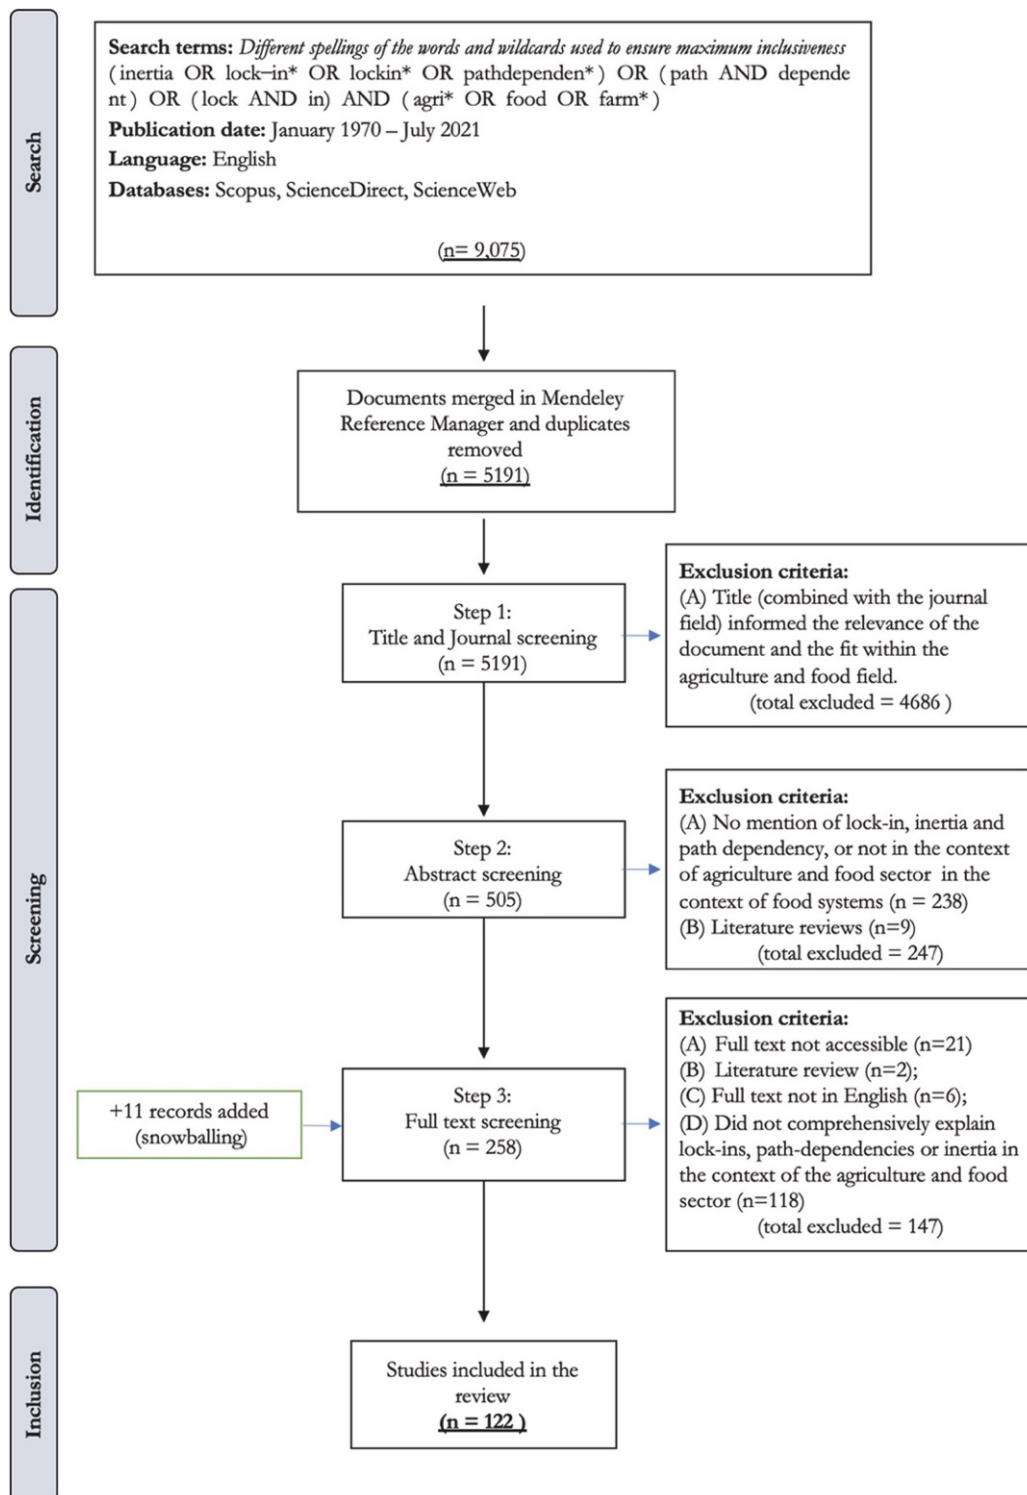 Search
Search terms: Different spellings of the words and wildcards used to ensure maximum inclusiveness
(inertia OR lock–in* OR lockin* OR pathdependen*) OR (path AND depende
nt) OR (lock AND in) AND (agri* OR food OR farm*)
Publication date: January 1970 – July 2021
Language: English
Databases: Scopus, ScienceDirect, ScienceWeb
(n= 9,075)
Identification
Documents merged in Mendeley
Reference Manager and duplicates
removed
(n = 5191)
Screening
Step 1:
Title and Journal screening
(n = 5191)
Exclusion criteria:
(A) Title (combined with the journal
field) informed the relevance of the
document and the fit within the
agriculture and food field.
(total excluded = 4686 )
Step 2:
Abstract screening
(n = 505)
Exclusion criteria:
(A) No mention of lock-in, inertia and
path dependency, or not in the context
of agriculture and food sector in the
context of food systems (n = 238)
(B) Literature reviews (n=9)
(total excluded = 247)
+11 records added
(snowballing)
Step 3:
Full text screening
(n = 258)
Exclusion criteria:
(A) Full text not accessible (n=21)
(B) Literature review (n=2);
(C) Full text not in English (n=6);
(D) Did not comprehensively explain
lock-ins, path-dependencies or inertia in
the context of the agriculture and food
sector (n=118)
(total excluded = 147)
Inclusion
Studies included in the
review
(n = 122 )